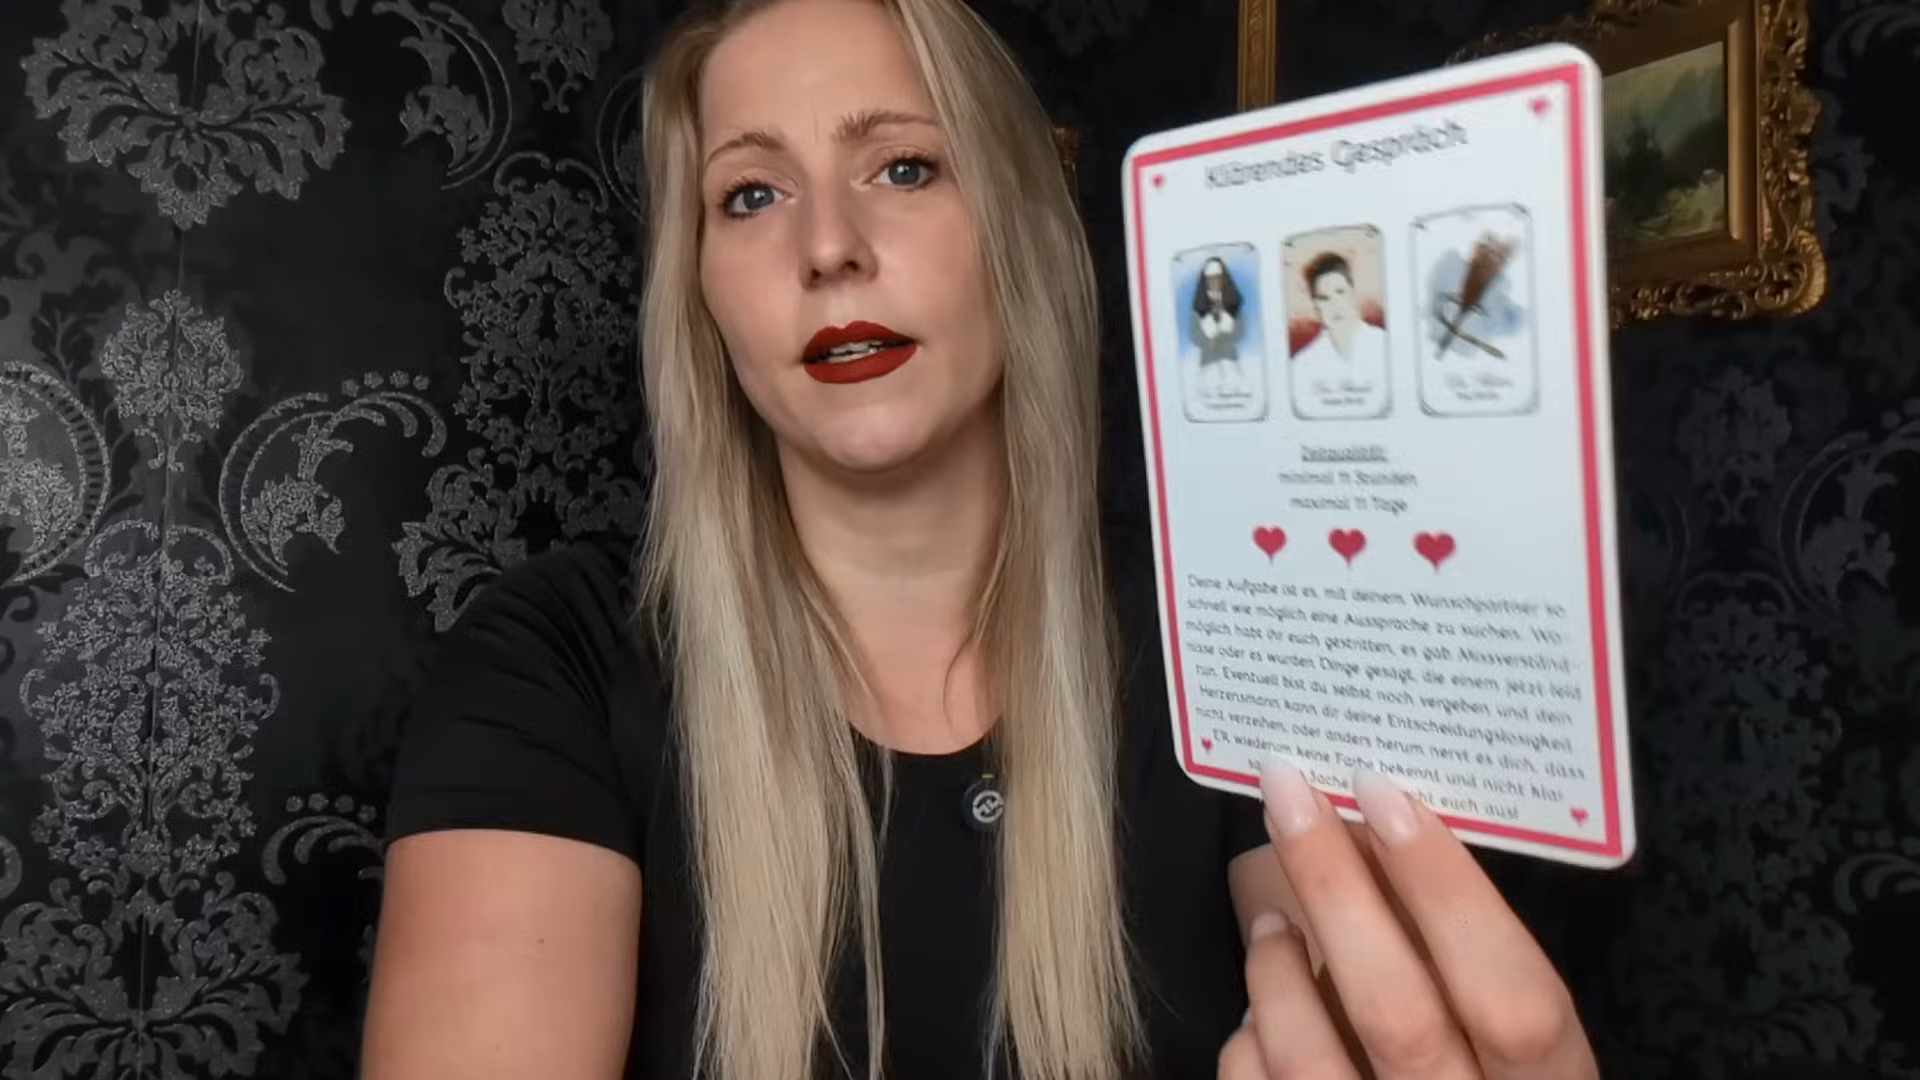 Klärendes Gespräch
Zeitqualität:
minimal 11 Stunden
maximal 11 Tage
Deine Aufgabe ist es, mit deinem Wunschpartner so
schnell wie möglich eine Aussprache zu suchen. Wo-
möglich habt ihr euch gestritten, es gab Missverständ-
nisse oder es wurden Dinge gesagt, die einem jetzt leid
tun. Eventuell bist du selbst noch vergeben und dein
Herzensmann kann dir deine Entscheidungslosigkeit
nicht verzeihen, oder anders herum nervt es dich, dass
ER wiederum keine Farbe bekennt und nicht klar
Sache euch aus!